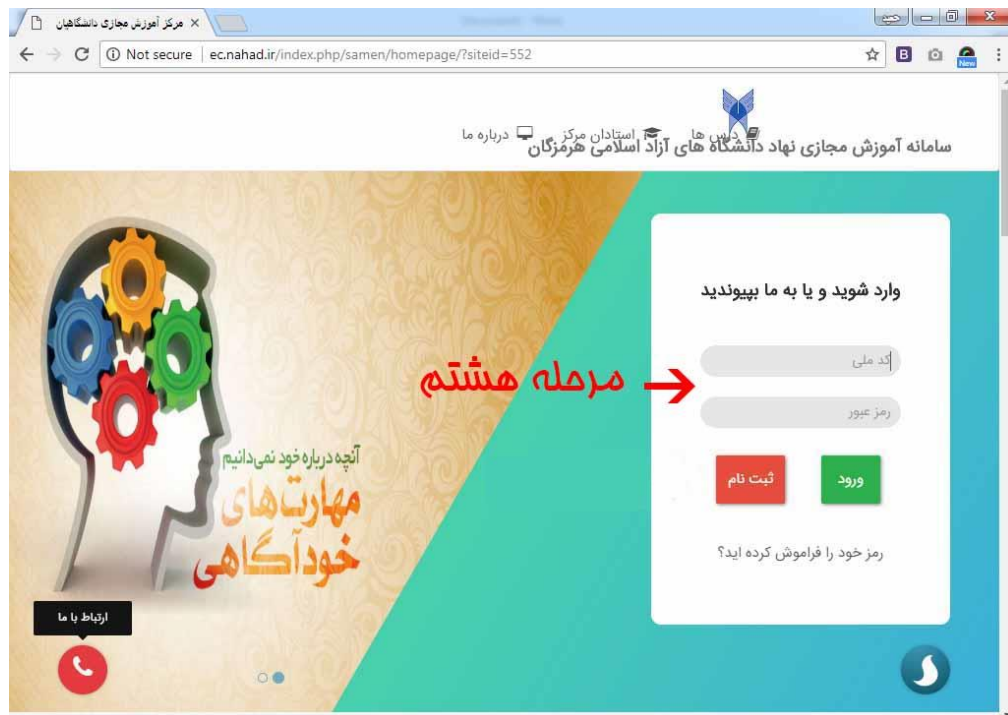 مرکز آموزش مجازی دانشگاهیان
حمید
Not secure | ec.nahad.ir/index.php/samen/homepage/?siteid=552
New
درس ها
استادان مرکز
درباره ما
سامانه آموزش مجازی نهاد دانشگاه های آزاد اسلامی هرمزگان
وارد شوید و یا به ما بپیوندید
کد ملی
رمز عبور
ورود
ثبت نام
رمز خود را فراموش کرده اید؟
مرحله هشتم
آنچه درباره خود نمی‌دانیم
مهارت‌های
خودآگاهی
ارتباط با ما